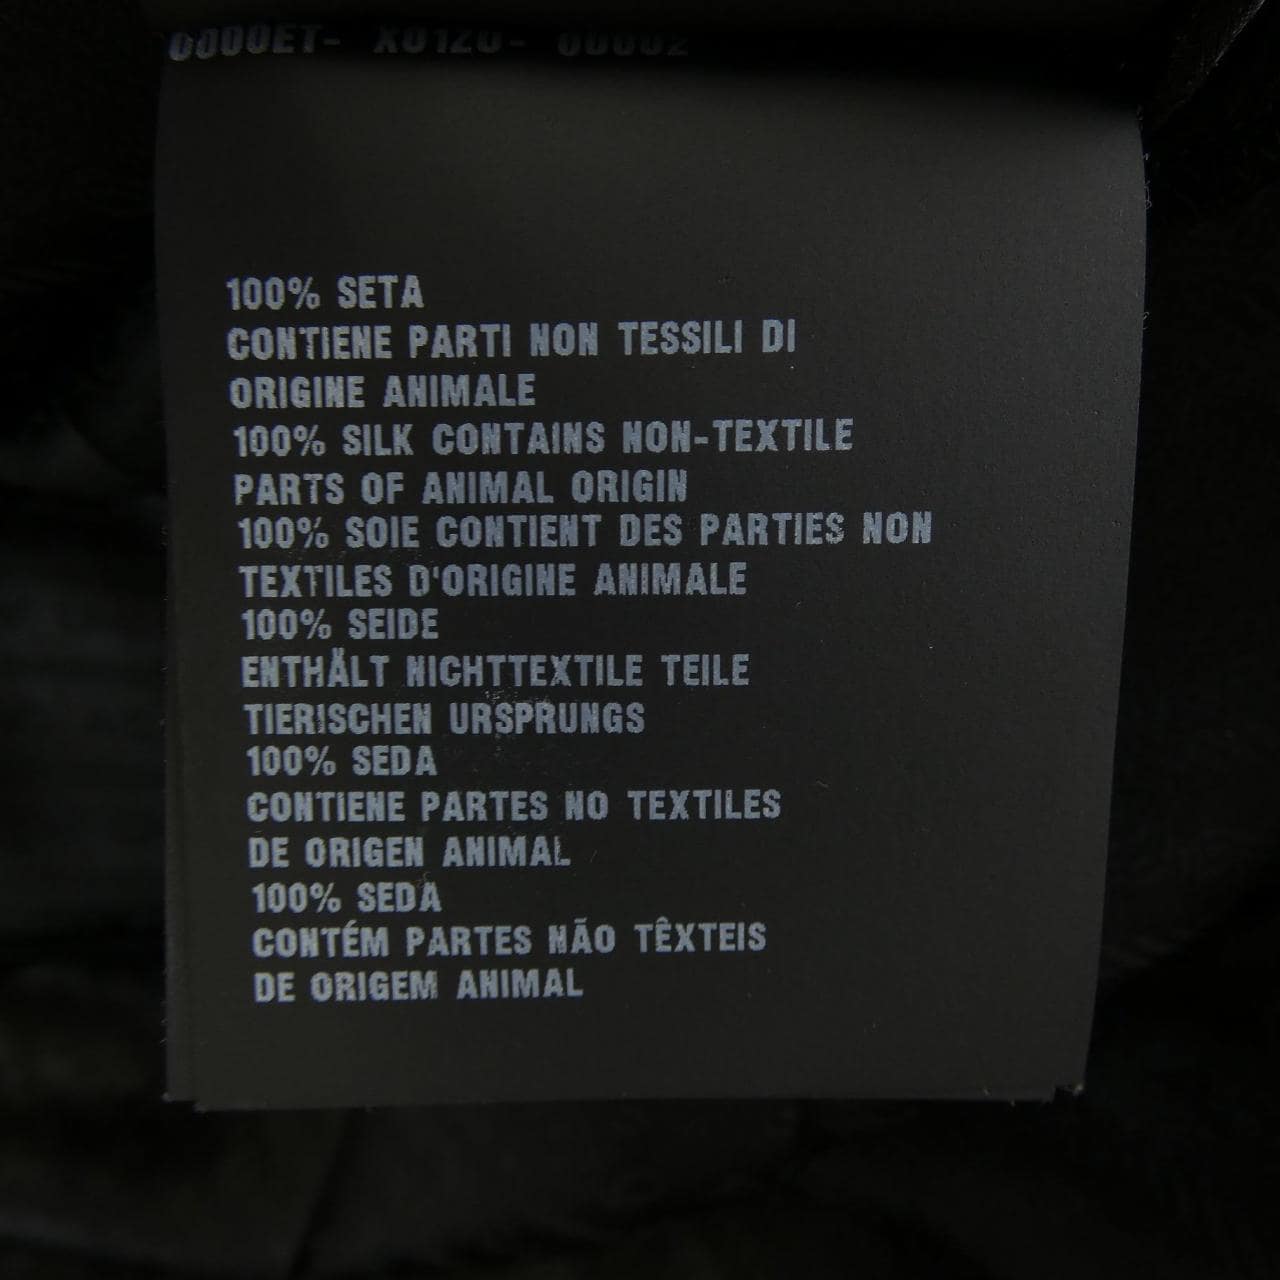 100% SETA
CONTIENE PARTI NON TESSILI DI
ORIGINE ANIMALE
100% SILK CONTAINS NON-TEXTILE
PARTS OF ANIMAL ORIGIN
100% SOIE CONTIENT DES PARTIES NON
TEXTILES D'ORIGINE ANIMALE
100% SEIDE
ENTHÄLT NICHTTEXTILE TEILE
TIERISCHEN URSPRUNGS
100% SEDA
CONTIENE PARTES NO TEXTILES
DE ORIGEN ANIMAL
100% SEDA
CONTÉM PARTES NÃO TÊXTEIS
DE ORIGEM ANIMAL